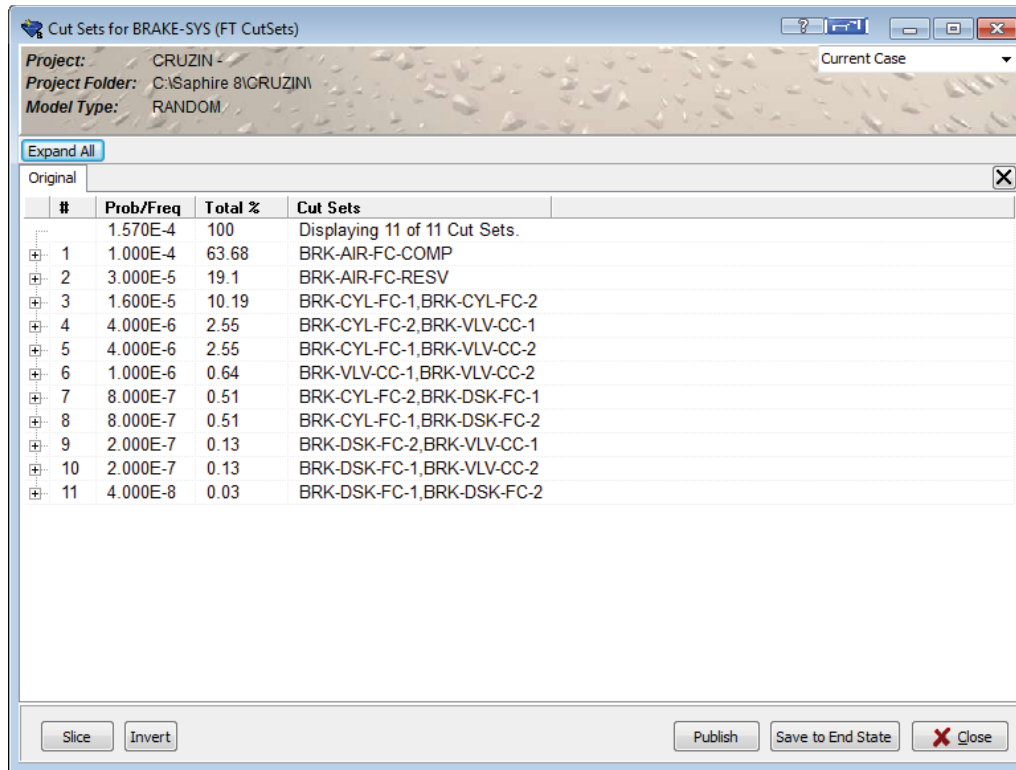 Cut Sets for BRAKE-SYS (FT CutSets)
?
Project: CRUZIN -
Current Case
Project Folder: C:\Saphire 8\CRUZIN\
Model Type: RANDOM
Expand All
Original
# Prob/Freq Total % Cut Sets
1.570E-4 100 Displaying 11 of 11 Cut Sets.
1 1.000E-4 63.68 BRK-AIR-FC-COMP
2 3.000E-5 19.1 BRK-AIR-FC-RESV
3 1.600E-5 10.19 BRK-CYL-FC-1,BRK-CYL-FC-2
4 4.000E-6 2.55 BRK-CYL-FC-2,BRK-VLV-CC-1
5 4.000E-6 2.55 BRK-CYL-FC-1,BRK-VLV-CC-2
6 1.000E-6 0.64 BRK-VLV-CC-1,BRK-VLV-CC-2
7 8.000E-7 0.51 BRK-CYL-FC-2,BRK-DSK-FC-1
8 8.000E-7 0.51 BRK-CYL-FC-1,BRK-DSK-FC-2
9 2.000E-7 0.13 BRK-DSK-FC-2,BRK-VLV-CC-1
10 2.000E-7 0.13 BRK-DSK-FC-1,BRK-VLV-CC-2
11 4.000E-8 0.03 BRK-DSK-FC-1,BRK-DSK-FC-2
Slice Invert Publish Save to End State Close